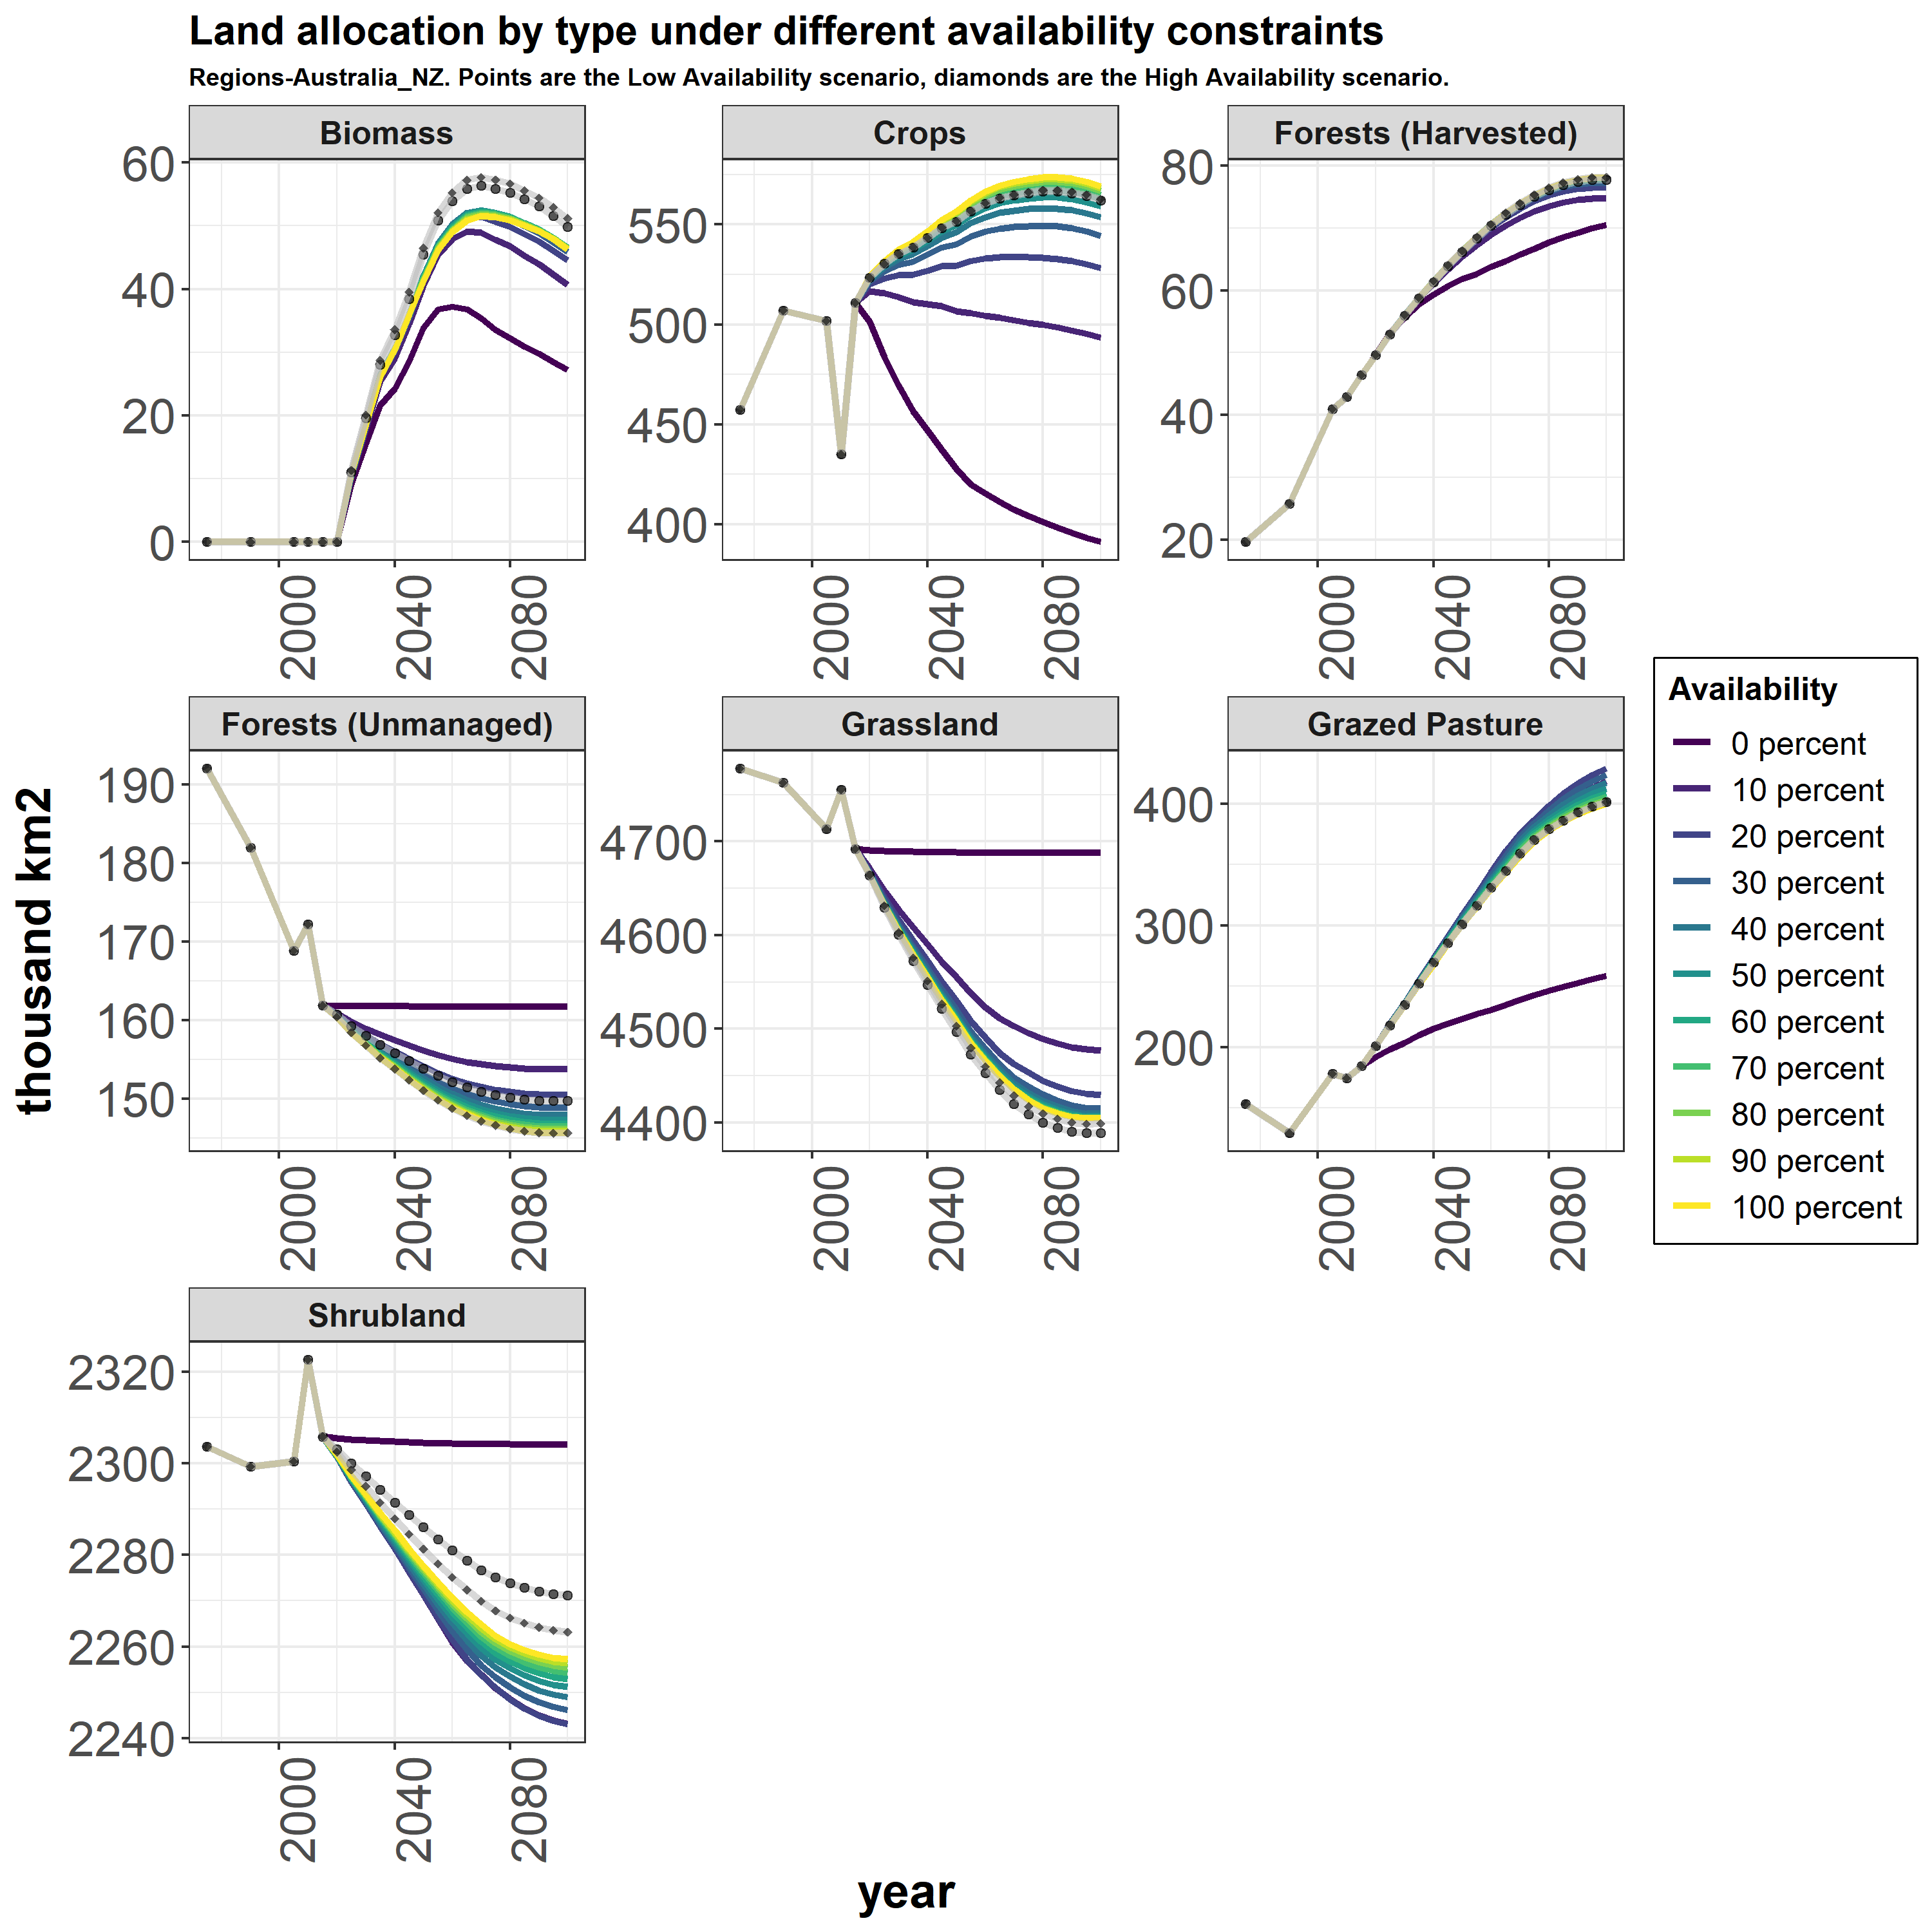 Land allocation by type under different availability constraints
Regions-Australia_NZ. Points are the Low Availability scenario, diamonds are the High Availability scenario.
Biomass
Crops
Forests (Harvested)
60
40
20
0
550
500
450
400
80
60
40
20
2000
2040
2080
2000
2040
2080
2000
2040
2080
Forests (Unmanaged)
Grassland
Grazed Pasture
190
180
170
160
150
4700
4600
4500
4400
400
300
200
2000
2040
2080
2000
2040
2080
2000
2040
2080
Shrubland
2320
2300
2280
2260
2240
2000
2040
2080
thousand km2
year
Availability
0 percent
10 percent
20 percent
30 percent
40 percent
50 percent
60 percent
70 percent
80 percent
90 percent
100 percent